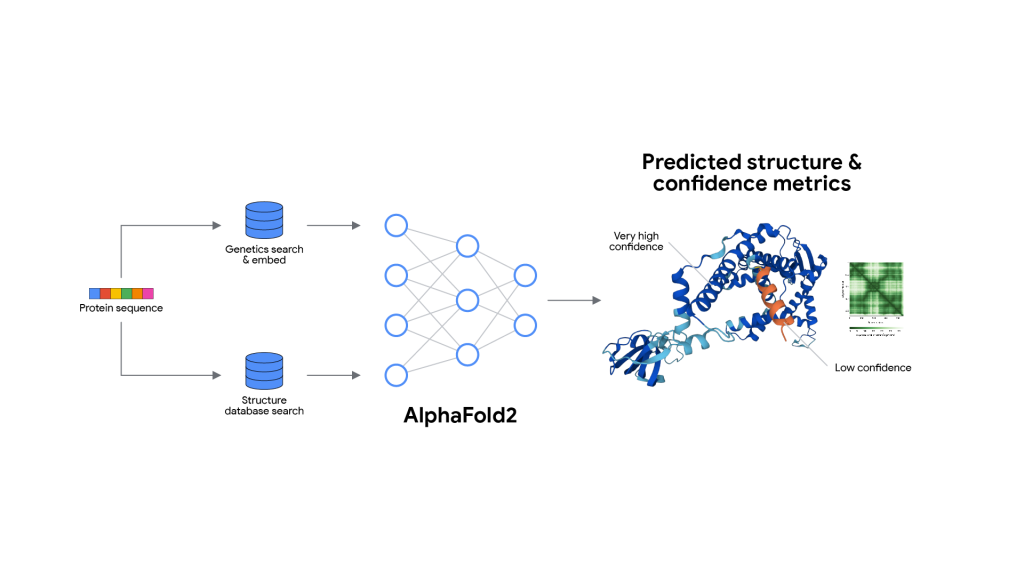 Predicted structure &
confidence metrics
Genetics search
& embed
Very high
confidence
Protein sequence
Low confidence
Structure
database search
AlphaFold2